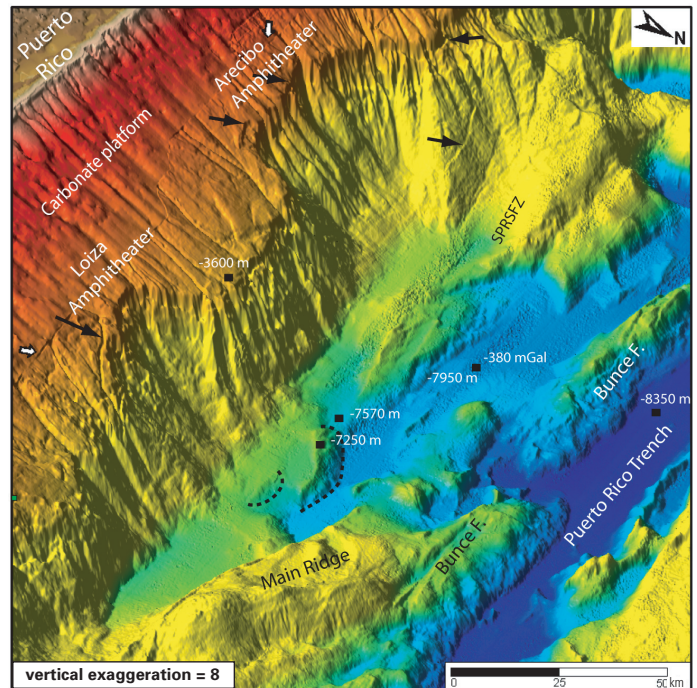 Puerto
Rico
Carbonate platform
Arecibo
Amphitheater
N
Loiza
Amphitheater
-3600 m
SPRSFZ
-380 mGal
-7950 m
Bunce F.
-8350 m
-7570 m
-7250 m
Puerto Rico Trench
Main Ridge
Bunce F.
vertical exaggeration = 8
0 25 50 km